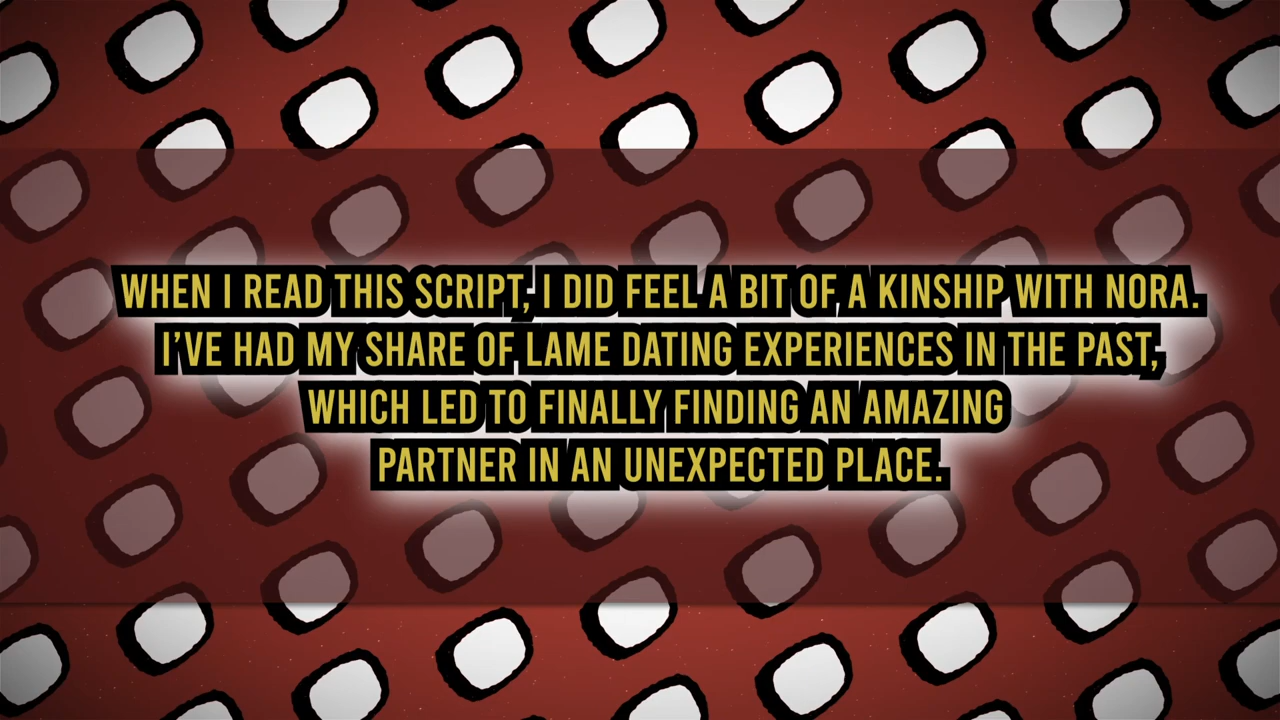 WHEN I READ THIS SCRIPT, I DID FEEL A BIT OF A KINSHIP WITH NORA.
I'VE HAD MY SHARE OF LAME DATING EXPERIENCES IN THE PAST,
WHICH LED TO FINALLY FINDING AN AMAZING
PARTNER IN AN UNEXPECTED PLACE.